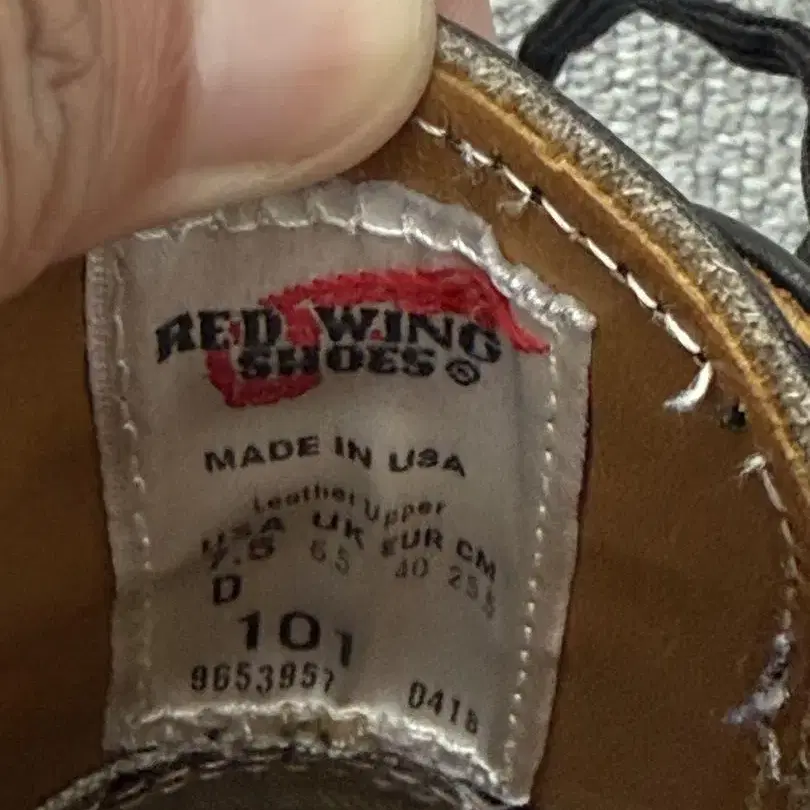 RED WING
SHOES®
MADE IN USA
Leather Upper
USA UK EUR CM
7.5 6.5 40 25.5
D
101
9653957 0418